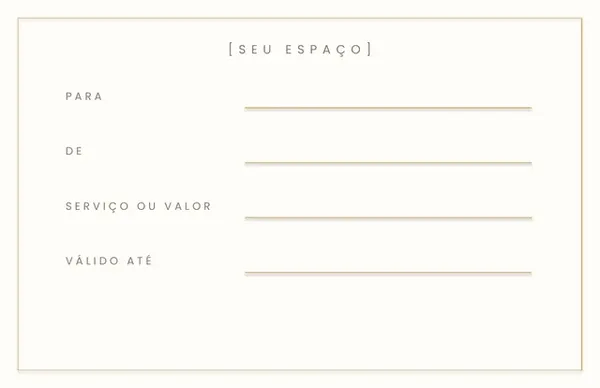 [SEU ESPAÇO]
PARA
DE
SERVIÇO OU VALOR
VÁLIDO ATÉ